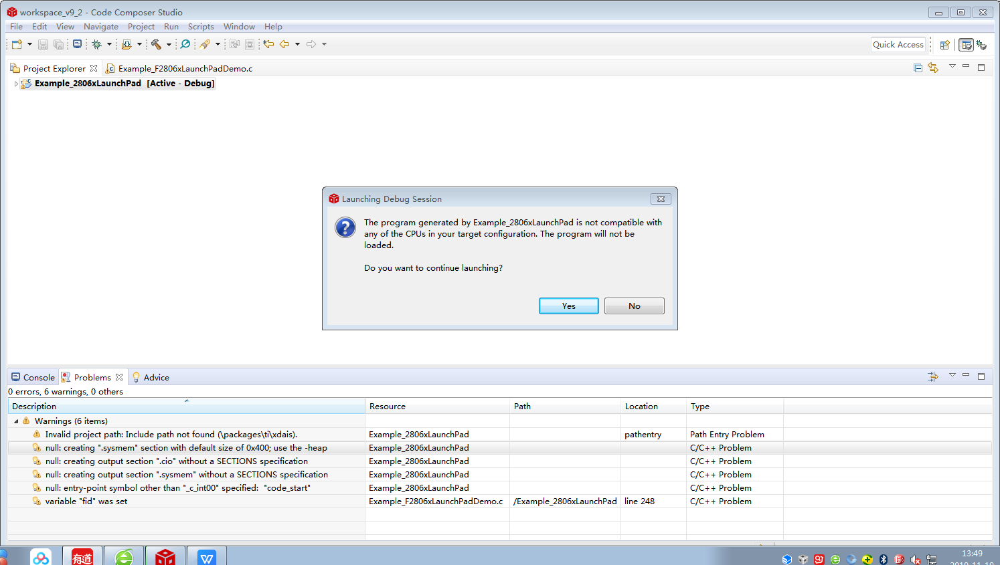 workspace_v9_2 - Code Composer Studio
File Edit View Navigate Project Run Scripts Window Help
Quick Access
Project Explorer Example_F2806xLaunchPadDemo.c
Example_2806xLaunchPad [Active - Debug]
Launching Debug Session
The program generated by Example_2806xLaunchPad is not compatible with
any of the CPUs in your target configuration. The program will not be
loaded.
Do you want to continue launching?
Yes No
Console Problems Advice
0 errors, 6 warnings, 0 others
Description Resource Path Location Type
Warnings (6 items)
Invalid project path: Include path not found (\packages\ti\xdais). Example_2806xLaunchPad pathentry Path Entry Problem
null: creating ".sysmem" section with default size of 0x400; use the -heap Example_2806xLaunchPad C/C++ Problem
null: creating output section ".cio" without a SECTIONS specification Example_2806xLaunchPad C/C++ Problem
null: creating output section ".sysmem" without a SECTIONS specification Example_2806xLaunchPad C/C++ Problem
null: entry-point symbol other than "_c_int00" specified: "code_start" Example_2806xLaunchPad C/C++ Problem
variable "fid" was set Example_F2806xLaunchPadDemo.c /Example_2806xLaunchPad line 248 C/C++ Problem
有道
13:49